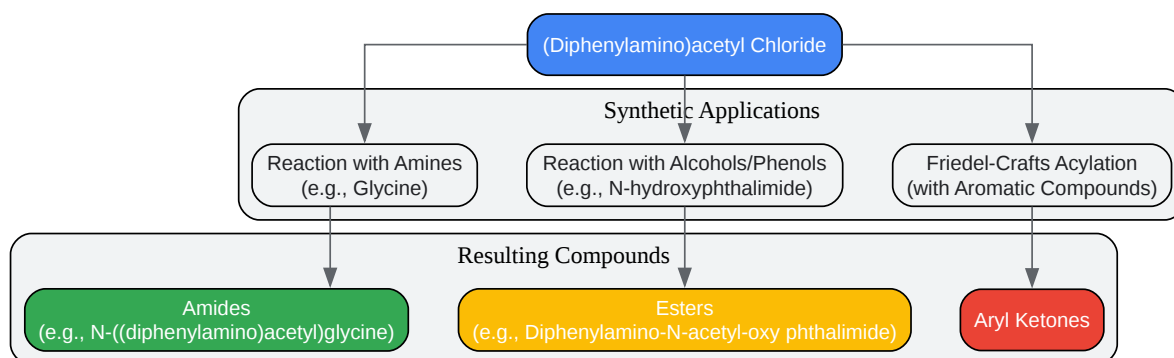 (Diphenylamino)acetyl Chloride
Synthetic Applications
Reaction with Amines
(e.g., Glycine)
Reaction with Alcohols/Phenols
(e.g., N-hydroxyphthalimide)
Friedel-Crafts Acylation
(with Aromatic Compounds)
Resulting Compounds
Amides
(e.g., N-((diphenylamino)acetyl)glycine)
Esters
(e.g., Diphenylamino-N-acetyl-oxy phthalimide)
Aryl Ketones